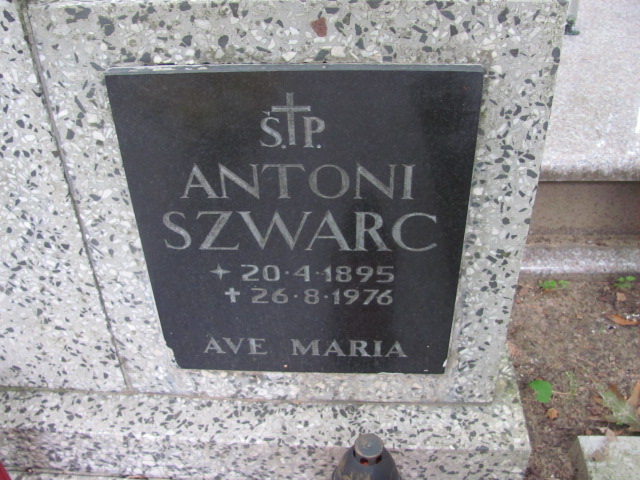 Ś.†P.
ANTONI
SZWARC
✦ 20·4·1895
✝ 26·8·1976
AVE MARIA